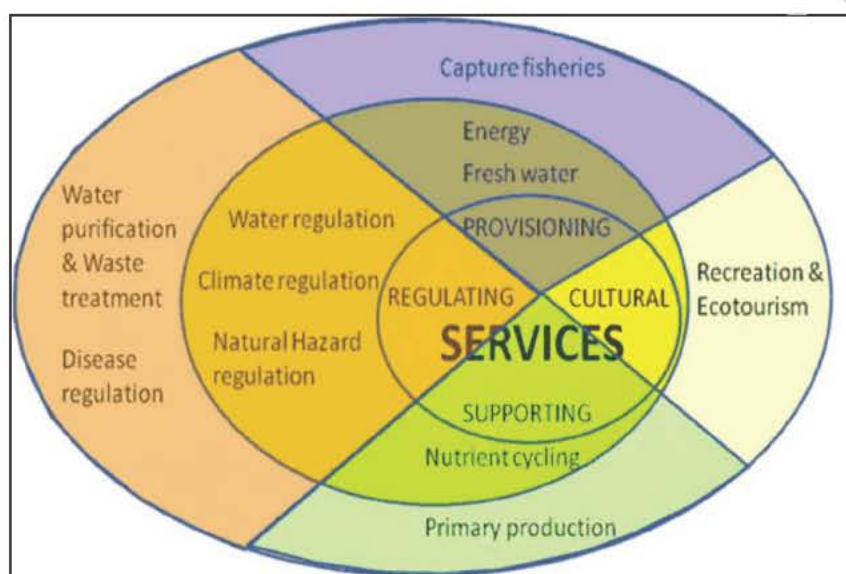 Capture fisheries
Energy
Fresh water
PROVISIONING
Water
purification
& Waste
treatment
Disease
regulation
Water regulation
Climate regulation
Natural Hazard
regulation
REGULATING
CULTURAL
SERVICES
Recreation &
Ecotourism
SUPPORTING
Nutrient cycling
Primary production